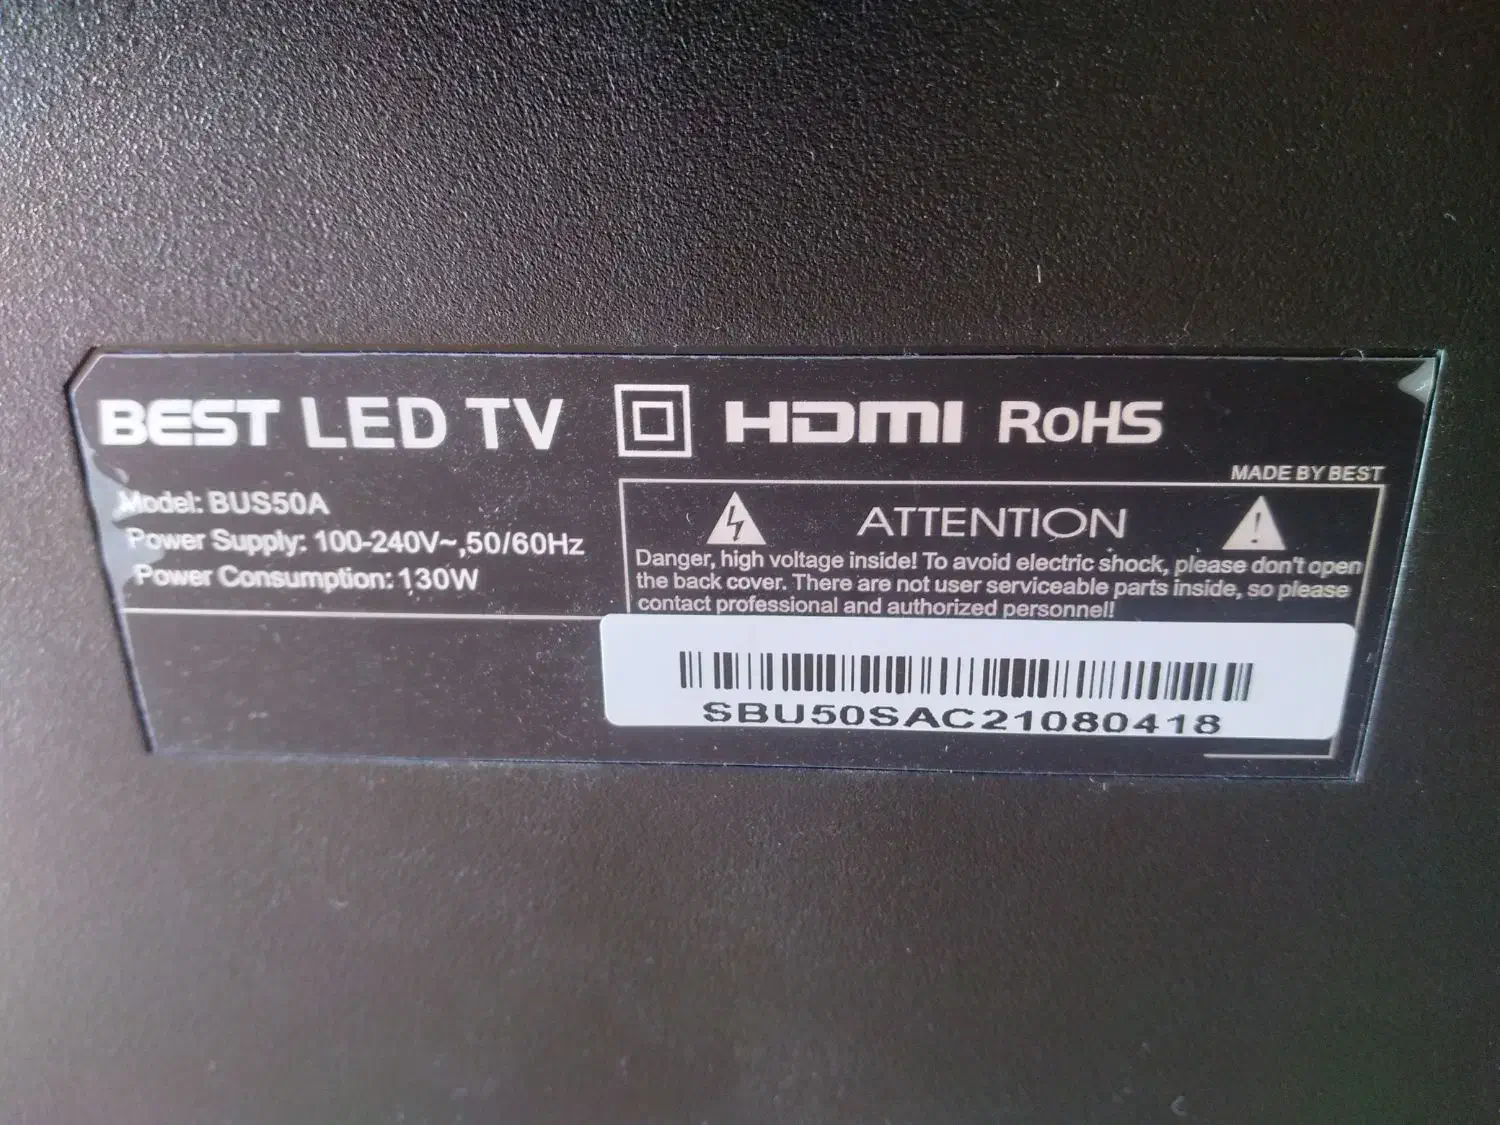 BEST LED TV HDMI RoHS
MADE BY BEST
Model: BUS50A
Power Supply: 100-240V~,50/60Hz
Power Consumption: 130W
ATTENTION
Danger, high voltage inside! To avoid electric shock, please don't open
the back cover. There are not user serviceable parts inside, so please
contact professional and authorized personnel!
SBU50SAC21080418